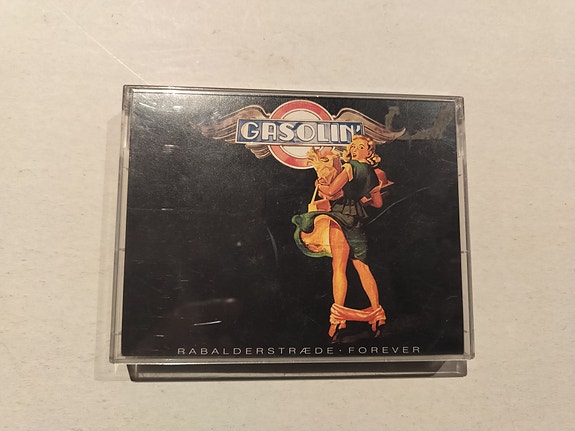 GASOLIN'
RABALDERSTRÆDE · FOREVER